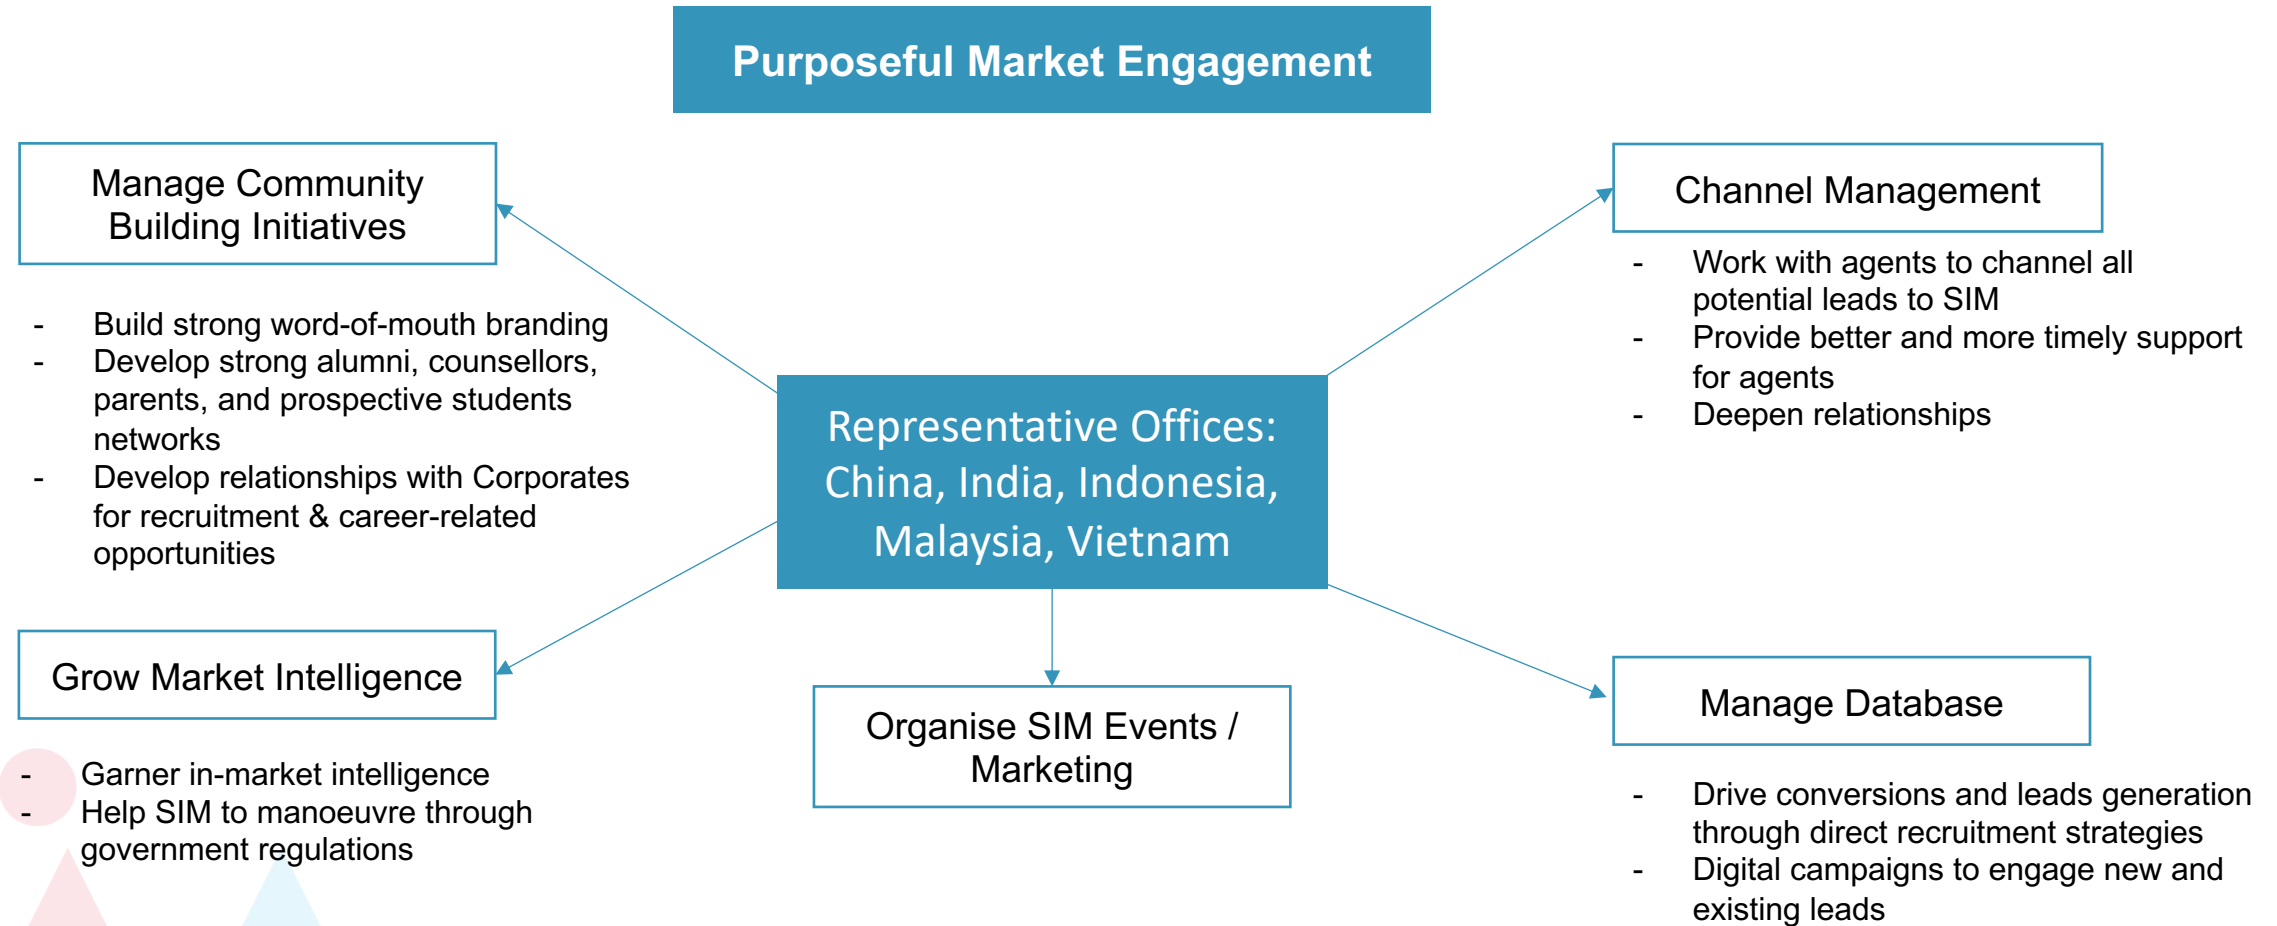 Purposeful Market Engagement
Manage Community
Building Initiatives
- Build strong word-of-mouth branding
- Develop strong alumni, counsellors,
parents, and prospective students
networks
- Develop relationships with Corporates
for recruitment & career-related
opportunities
Grow Market Intelligence
- Garner in-market intelligence
- Help SIM to manoeuvre through
government regulations
Representative Offices:
China, India, Indonesia,
Malaysia, Vietnam
Organise SIM Events /
Marketing
Channel Management
- Work with agents to channel all
potential leads to SIM
- Provide better and more timely support
for agents
- Deepen relationships
Manage Database
- Drive conversions and leads generation
through direct recruitment strategies
- Digital campaigns to engage new and
existing leads